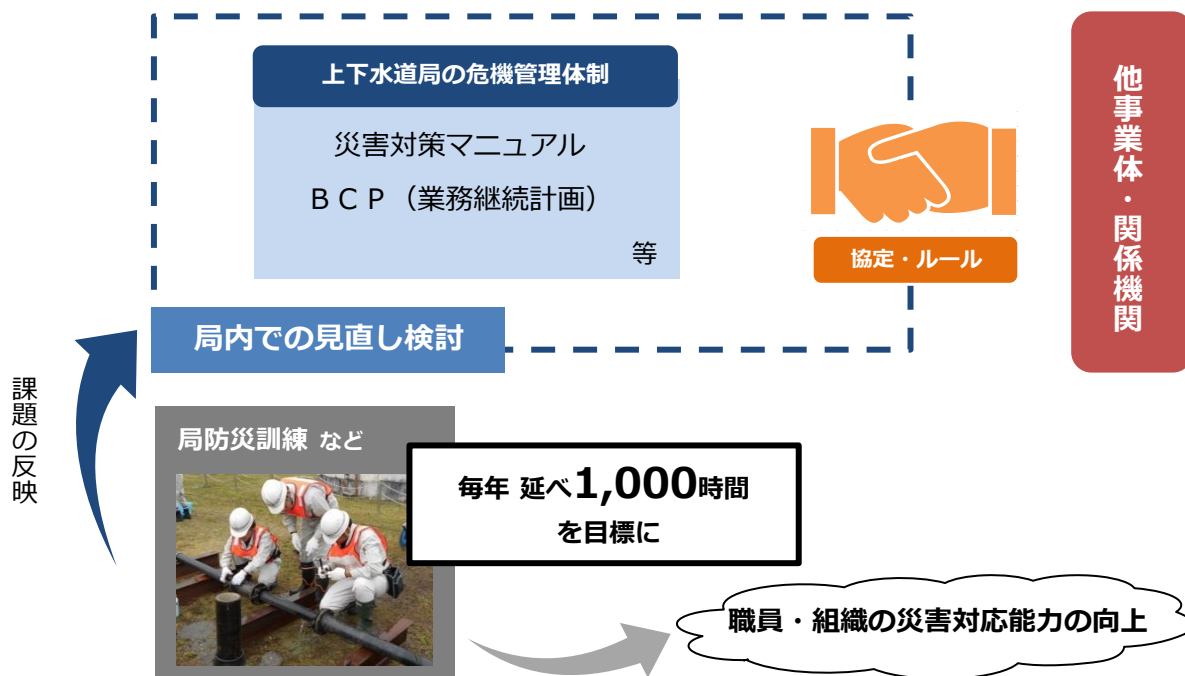 上下水道局の危機管理体制
災害対策マニュアル
ＢＣＰ（業務継続計画）
等
協定・ルール
他事業体・関係機関
局内での見直し検討
課題の反映
局防災訓練 など
毎年 延べ1,000時間
を目標に
職員・組織の災害対応能力の向上